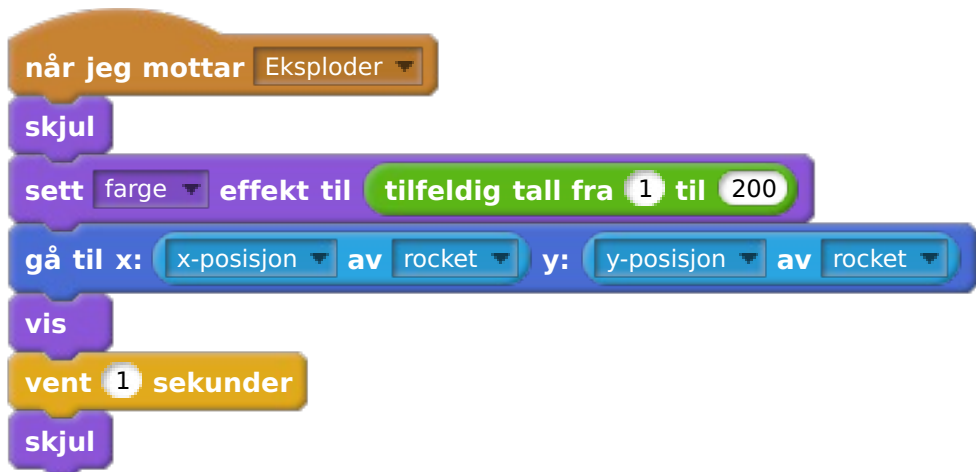 når jeg mottar Eksploder
skjul
sett farge effekt til tilfeldig tall fra 1 til 200
gå til x: x-posisjon av rocket y: y-posisjon av rocket
vis
vent 1 sekunder
skjul